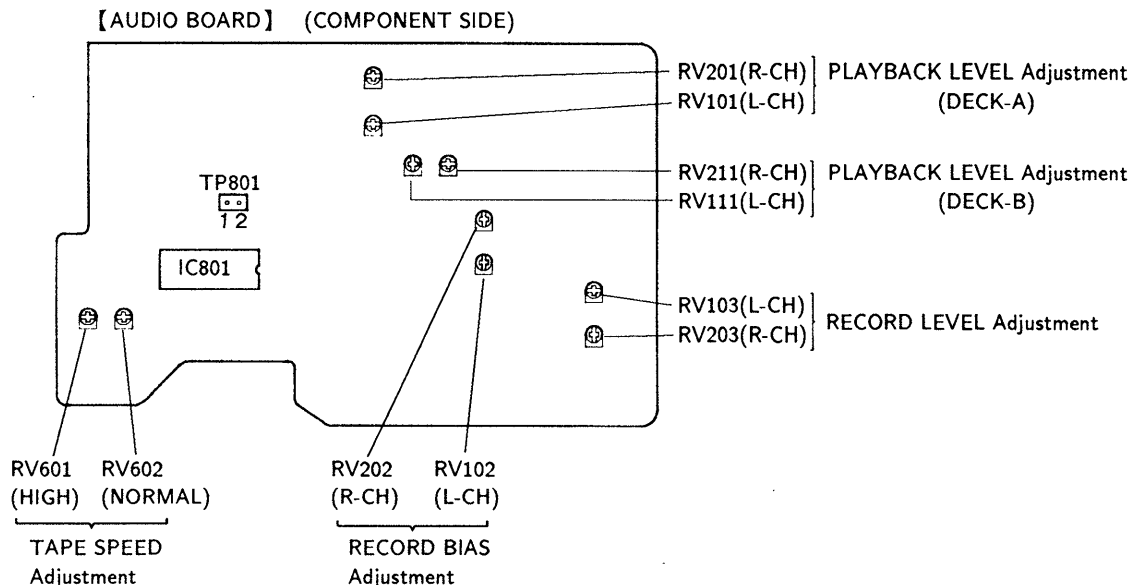 【AUDIO BOARD】 (COMPONENT SIDE)
RV201(R-CH)
RV101(L-CH)
PLAYBACK LEVEL Adjustment
(DECK-A)
RV211(R-CH)
RV111(L-CH)
PLAYBACK LEVEL Adjustment
(DECK-B)
TP801
1 2
IC801
RV103(L-CH)
RV203(R-CH)
RECORD LEVEL Adjustment
RV601
(HIGH)
RV602
(NORMAL)
TAPE SPEED
Adjustment
RV202
(R-CH)
RV102
(L-CH)
RECORD BIAS
Adjustment